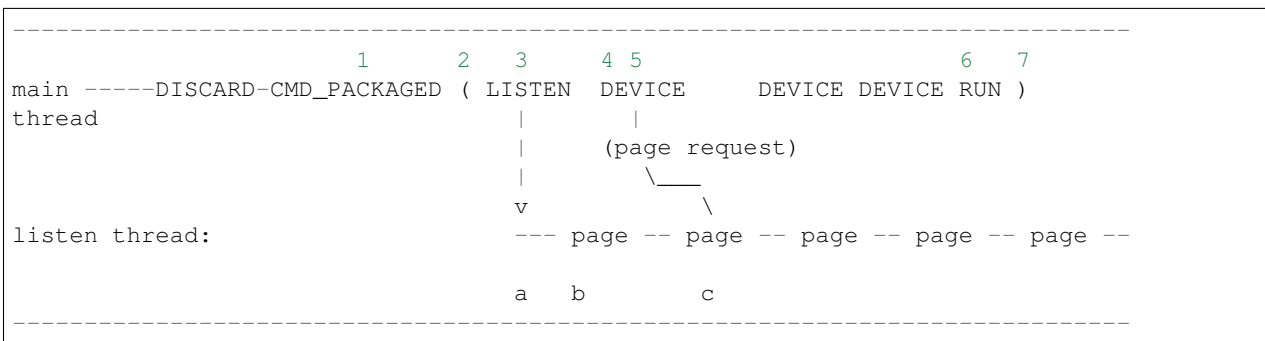 ------------------------------------------------------------------------------
                        1      2   3     4 5                      6   7
main -----DISCARD-CMD_PACKAGED ( LISTEN  DEVICE     DEVICE DEVICE RUN )
thread                             |       |
                                   |     (page request)
                                   |        \___
                                   v            \
listen thread:                     --- page -- page -- page -- page -- page --

                                   a   b        c
------------------------------------------------------------------------------